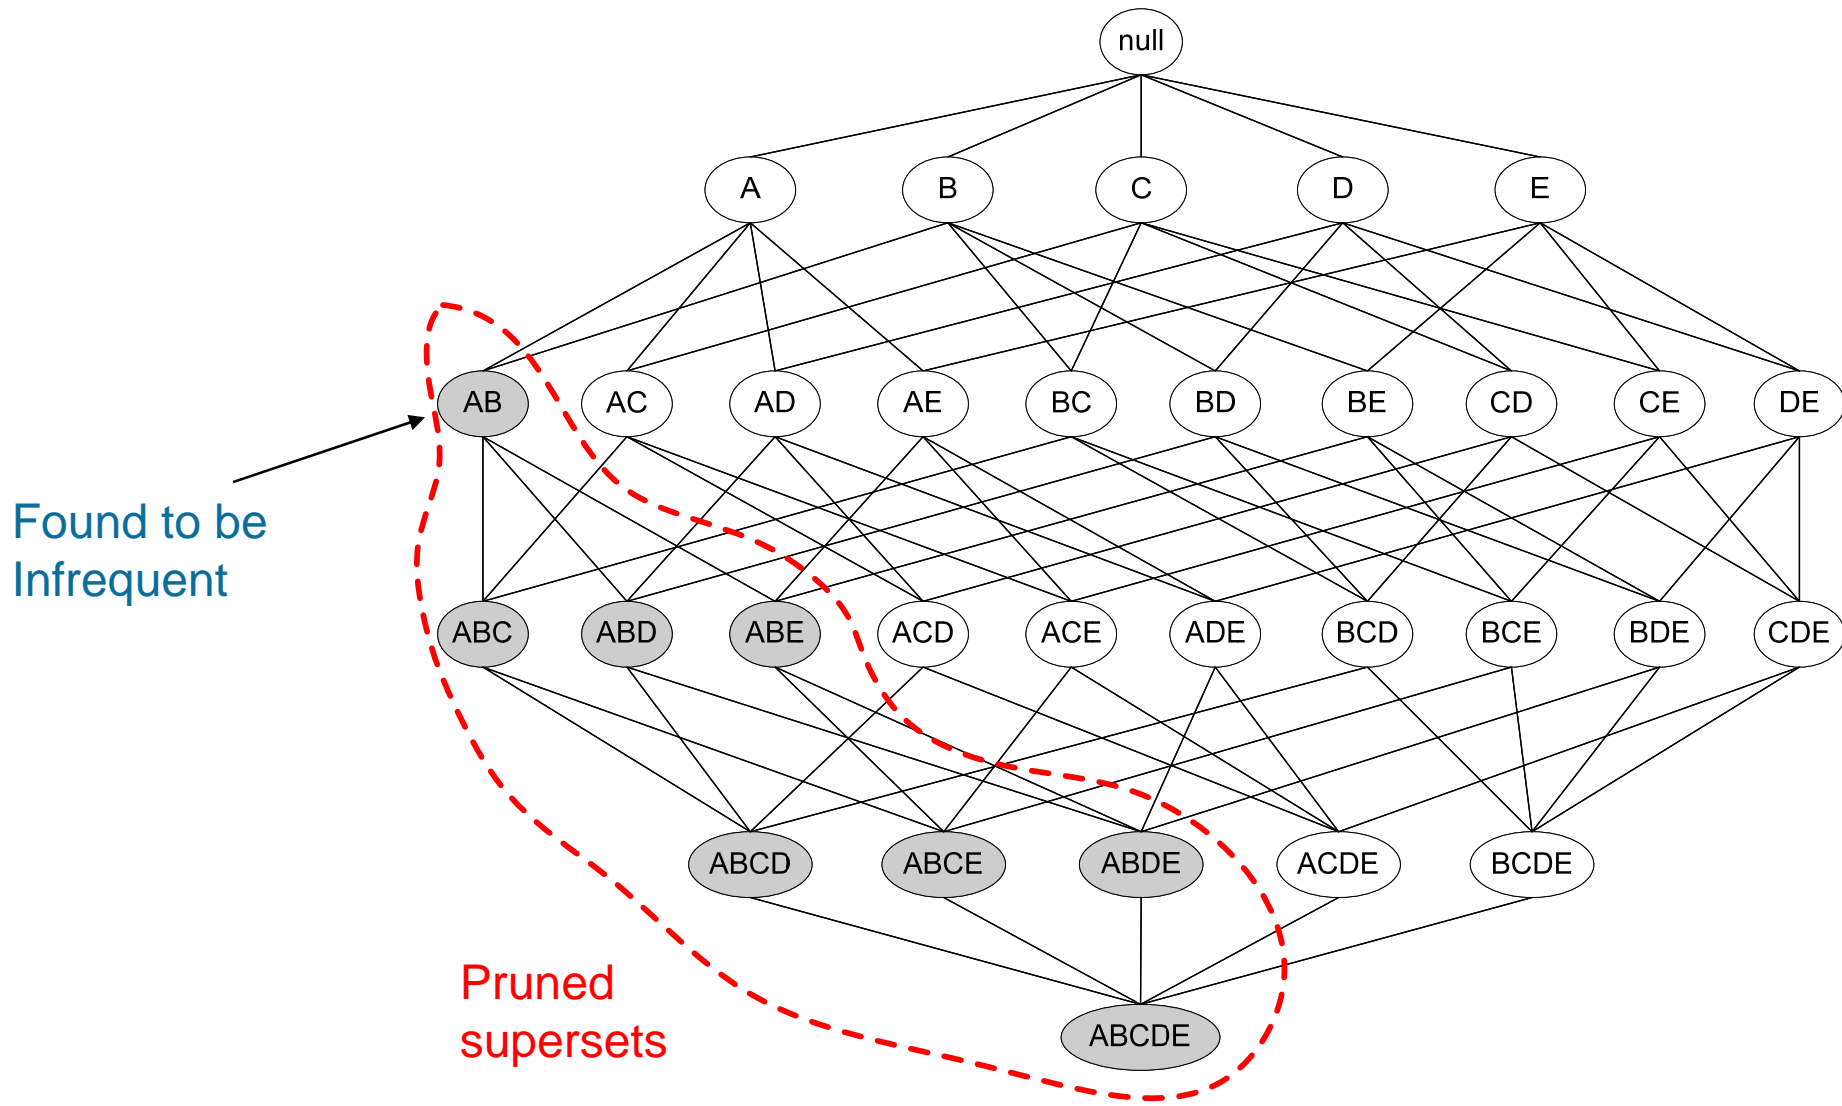 null
A B C D E
AB AC AD AE BC BD BE CD CE DE
Found to be
Infrequent
ABC ABD ABE ACD ACE ADE BCD BCE BDE CDE
ABCD ABCE ABDE ACDE BCDE
Pruned
supersets
ABCDE